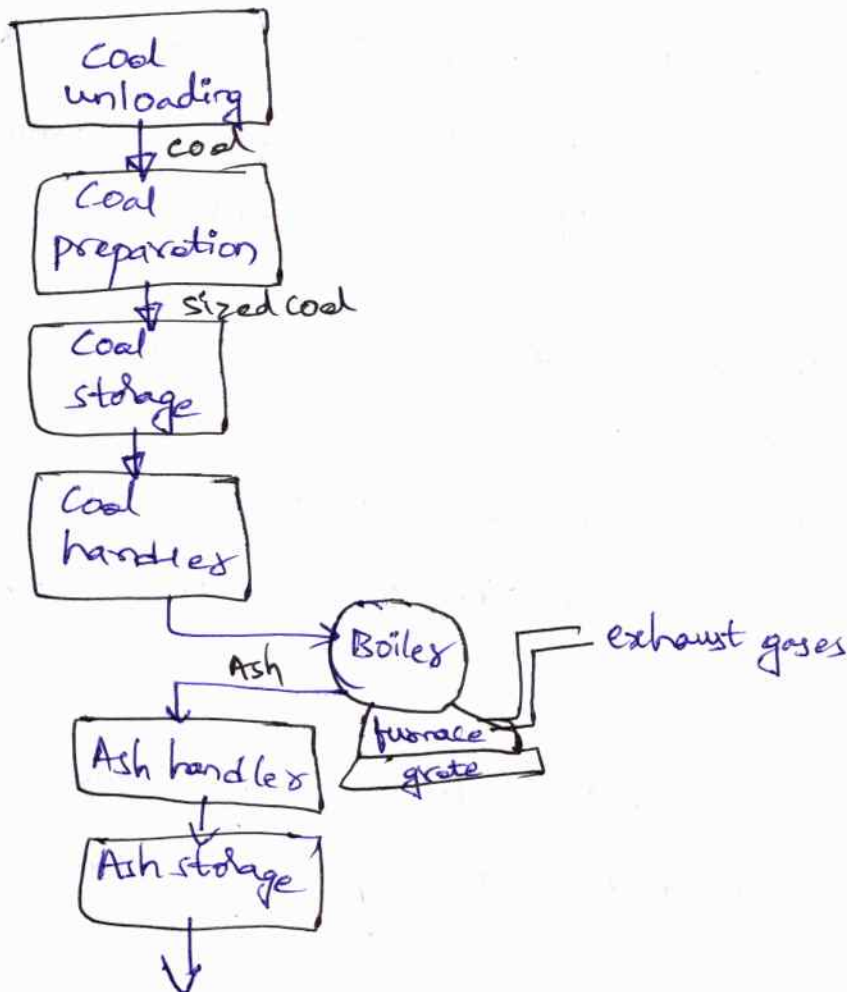 Coal
unloading
coal
Coal
preparation
sized coal
Coal
storage
Coal
handler
Boiler
exhaust gases
Ash
furnace
Ash handler
grate
Ash storage